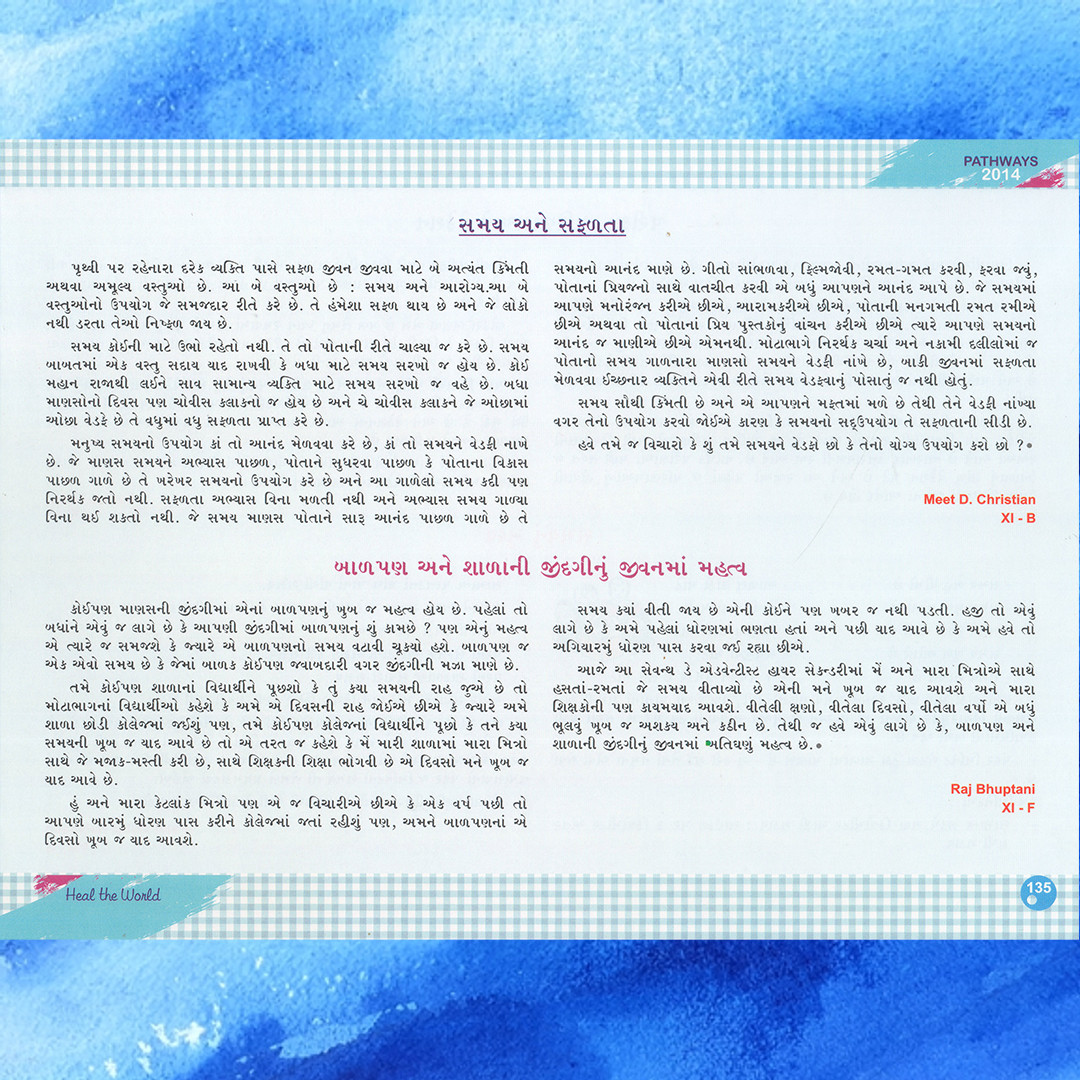 PATHWAYS
2014
સમય અને સફળતા
પૃથ્વી પર રહેનારા દરેક વ્યક્તિ પાસે સફળ જીવન જીવવા માટે બે અત્યંત કિંમતી
અથવા અમૂલ્ય વસ્તુઓ છે. આ બે વસ્તુઓ છે : સમય અને આરોગ્ય.આ બે
વસ્તુઓનો ઉપયોગ જે સમજદાર રીતે કરે છે. તે હંમેશા સફળ થાય છે અને જે લોકો
નથી ડરતા તેઓ નિષ્ફળ જાય છે.
સમય કોઈની માટે ઉભો રહેતો નથી. તે તો પોતાની રીતે ચાલ્યા જ કરે છે. સમય
બાબતમાં એક વસ્તુ સદાય યાદ રાખવી કે બધા માટે સમય સરખો જ હોય છે. કોઈ
મહાન રાજાથી લઈને સાવ સામાન્ય વ્યક્તિ માટે સમય સરખો જ વહે છે. બધા
માણસોનો દિવસ પણ ચોવીસ કલાકનો જ હોય છે અને ચે ચોવીસ કલાકને જે ઓછામાં
ઓછા વેડફે છે તે વધુમાં વધુ સફળતા પ્રાપ્ત કરે છે.
મનુષ્ય સમયનો ઉપયોગ કાં તો આનંદ મેળવવા કરે છે, કાં તો સમયને વેડફી નાખે
છે. જે માણસ સમયને અભ્યાસ પાછળ, પોતાને સુધરવા પાછળ કે પોતાના વિકાસ
પાછળ ગાળે છે તે ખરેખર સમયનો ઉપયોગ કરે છે અને આ ગાળેલો સમય કદી પણ
નિરર્થક જતો નથી. સફળતા અભ્યાસ વિના મળતી નથી અને અભ્યાસ સમય ગાળ્યા
વિના થઈ શકતો નથી. જે સમય માણસ પોતાને સારૂ આનંદ પાછળ ગાળે છે તે
સમયનો આનંદ માણે છે. ગીતો સાંભળવા, ફિલ્મજોવી, રમત-ગમત કરવી, ફરવા જવું,
પોતાનાં પ્રિયજનો સાથે વાતચીત કરવી એ બધું આપણને આનંદ આપે છે. જે સમયમાં
આપણે મનોરંજન કરીએ છીએ, આરામકરીએ છીએ, પોતાની મનગમતી રમત રમીએ
છીએ અથવા તો પોતાનાં પ્રિય પુસ્તકોનું વાંચન કરીએ છીએ ત્યારે આપણે સમયનો
આનંદ જ માણીએ છીએ એમનથી. મોટાભાગે નિરર્થક ચર્ચા અને નકામી દલીલોમાં જ
પોતાનો સમય ગાળનારા માણસો સમયને વેડફી નાંખે છે, બાકી જીવનમાં સફળતા
મેળવવા ઈચ્છનાર વ્યક્તિને એવી રીતે સમય વેડફવાનું પોસાતું જ નથી હોતું.
સમય સૌથી કિંમતી છે અને એ આપણને મફતમાં મળે છે તેથી તેને વેડફી નાંખ્યા
વગર તેનો ઉપયોગ કરવો જોઈએ કારણ કે સમયનો સદ્દઉપયોગ તે સફળતાની સીડી છે.
હવે તમે જ વિચારો કે શું તમે સમયને વેડફો છો કે તેનો યોગ્ય ઉપયોગ કરો છો ?
Meet D. Christian
XI - B
બાળપણ અને શાળાની જીંદગીનું જીવનમાં મહત્વ
કોઈપણ માણસની જીંદગીમાં એનાં બાળપણનું ખુબ જ મહત્વ હોય છે. પહેલાં તો
બધાંને એવું જ લાગે છે કે આપણી જીંદગીમાં બાળપણનું શું કામછે ? પણ એનું મહત્વ
એ ત્યારે જ સમજશે કે જ્યારે એ બાળપણનો સમય વટાવી ચૂક્યો હશે. બાળપણ જ
એક એવો સમય છે કે જેમાં બાળક કોઈપણ જવાબદારી વગર જીંદગીની મઝા માણે છે.
તમે કોઈપણ શાળાનાં વિદ્યાર્થીને પૂછશો કે તું ક્યા સમયની રાહ જુએ છે તો
મોટાભાગનાં વિદ્યાર્થીઓ કહેશે કે અમે એ દિવસની રાહ જોઈએ છીએ કે જ્યારે અમે
શાળા છોડી કોલેજમાં જઈશું પણ, તમે કોઈપણ કોલેજનાં વિદ્યાર્થીને પૂછો કે તને ક્યા
સમયની ખૂબ જ યાદ આવે છે તો એ તરત જ કહેશે કે મેં મારી શાળામાં મારા મિત્રો
સાથે જે મજાક-મસ્તી કરી છે, સાથે શિક્ષકની શિક્ષા ભોગવી છે એ દિવસો મને ખૂબ જ
યાદ આવે છે.
હું અને મારા કેટલાંક મિત્રો પણ એ જ વિચારીએ છીએ કે એક વર્ષ પછી તો
આપણે બારમું ધોરણ પાસ કરીને કોલેજમાં જતાં રહીશું પણ, અમને બાળપણનાં એ
દિવસો ખૂબ જ યાદ આવશે.
સમય ક્યાં વીતી જાય છે એની કોઈને પણ ખબર જ નથી પડતી. હજી તો એવું
લાગે છે કે અમે પહેલાં ધોરણમાં ભણતા હતાં અને પછી યાદ આવે છે કે અમે હવે તો
અગિયારમું ધોરણ પાસ કરવા જઈ રહ્યા છીએ.
આજે આ સેવન્થ ડે એડવેન્ટીસ્ટ હાયર સેકન્ડરીમાં મેં અને મારા મિત્રોએ સાથે
હસતાં-રમતાં જે સમય વીતાવ્યો છે એની મને ખૂબ જ યાદ આવશે અને મારા
શિક્ષકોની પણ કાયમયાદ આવશે. વીતેલી ક્ષણો, વીતેલા દિવસો, વીતેલા વર્ષો એ બધું
ભૂલવું ખૂબ જ અશક્ય અને કઠીન છે. તેથી જ હવે એવું લાગે છે કે, બાળપણ અને
શાળાની જીંદગીનું જીવનમાં અતિઘણું મહત્વ છે.
Raj Bhuptani
XI - F
Heal the World
135